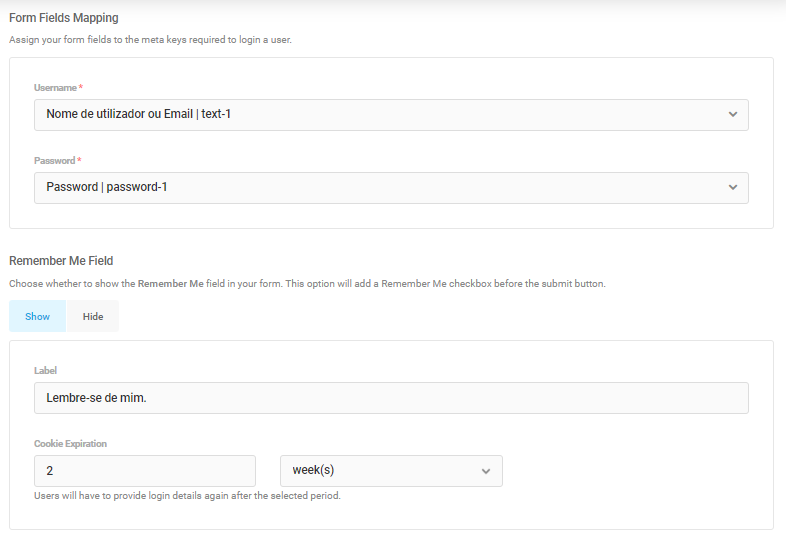 Form Fields Mapping
Assign your form fields to the meta keys required to login a user.
Username *
Nome de utilizador ou Email | text-1
Password *
Password | password-1
Remember Me Field
Choose whether to show the Remember Me field in your form. This option will add a Remember Me checkbox before the submit button.
Show Hide
Label
Lembre-se de mim.
Cookie Expiration
2 week(s)
Users will have to provide login details again after the selected period.